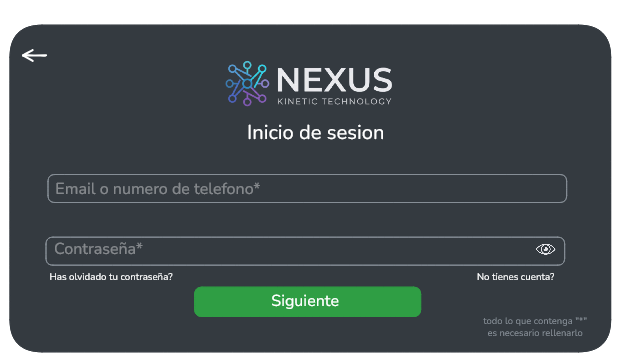 NEXUS
KINETIC TECHNOLOGY
Inicio de sesion
Email o numero de telefono*
Contraseña*
Has olvidado tu contraseña?
No tienes cuenta?
Siguiente
todo lo que contenga "*"
es necesario rellenarlo